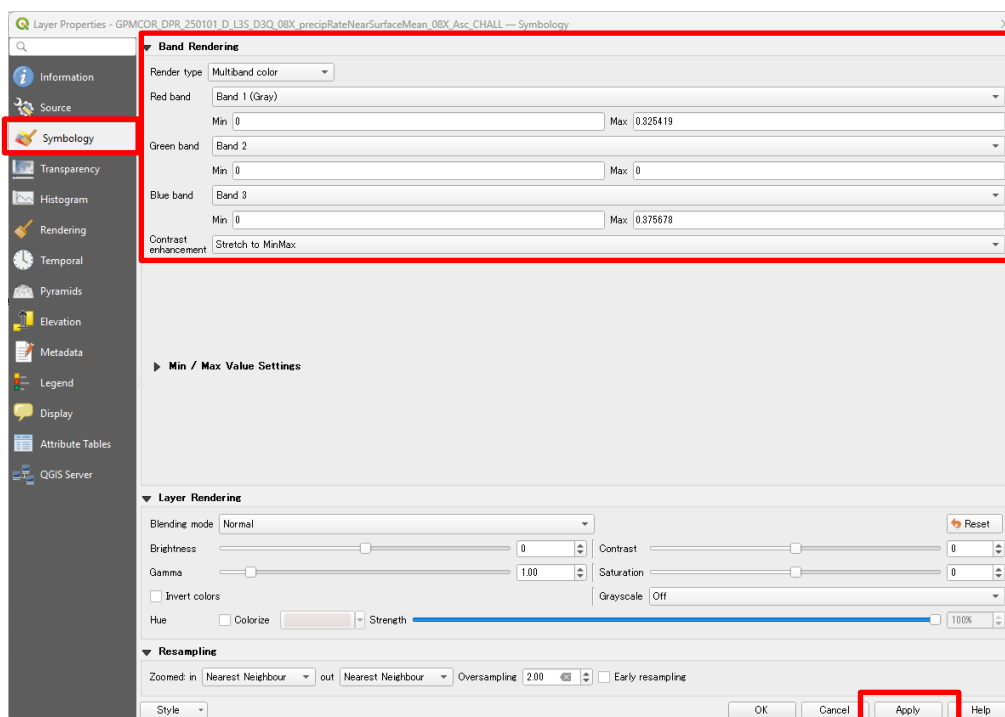 Layer Properties - GPMCOR_DPR_250101_D_L3S_D3Q_08X_precipRateNearSurfaceMean_08X_Asc_CHALL — Symbology
Information
Source
Symbology
Transparency
Histogram
Rendering
Temporal
Pyramids
Elevation
Metadata
Legend
Display
Attribute Tables
QGIS Server
Band Rendering
Render type Multiband color
Red band Band 1 (Gray)
Min 0 Max 0.325419
Green band Band 2
Min 0 Max 0
Blue band Band 3
Min 0 Max 0.375678
Contrast enhancement Stretch to MinMax
Min / Max Value Settings
Layer Rendering
Blending mode Normal Reset
Brightness 0 Contrast 0
Gamma 1.00 Saturation 0
Invert colors Grayscale Off
Hue Colorize Strength 100%
Resampling
Zoomed: in Nearest Neighbour out Nearest Neighbour Oversampling 2.00 Early resampling
Style OK Cancel Apply Help